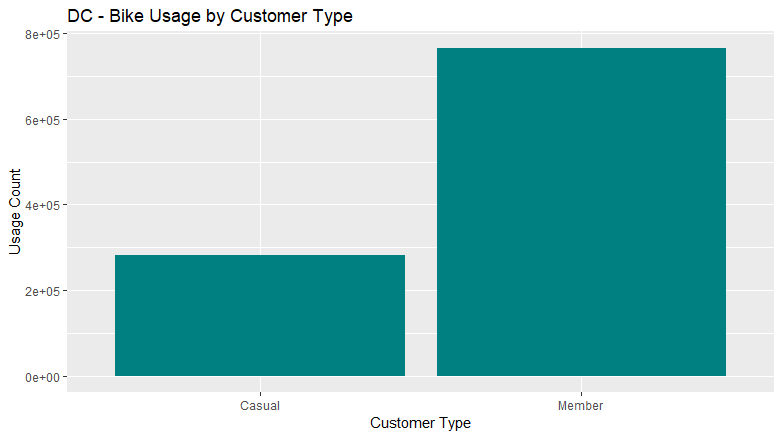 DC - Bike Usage by Customer Type
8e+05
6e+05
4e+05
2e+05
0e+00
Usage Count
Casual
Member
Customer Type